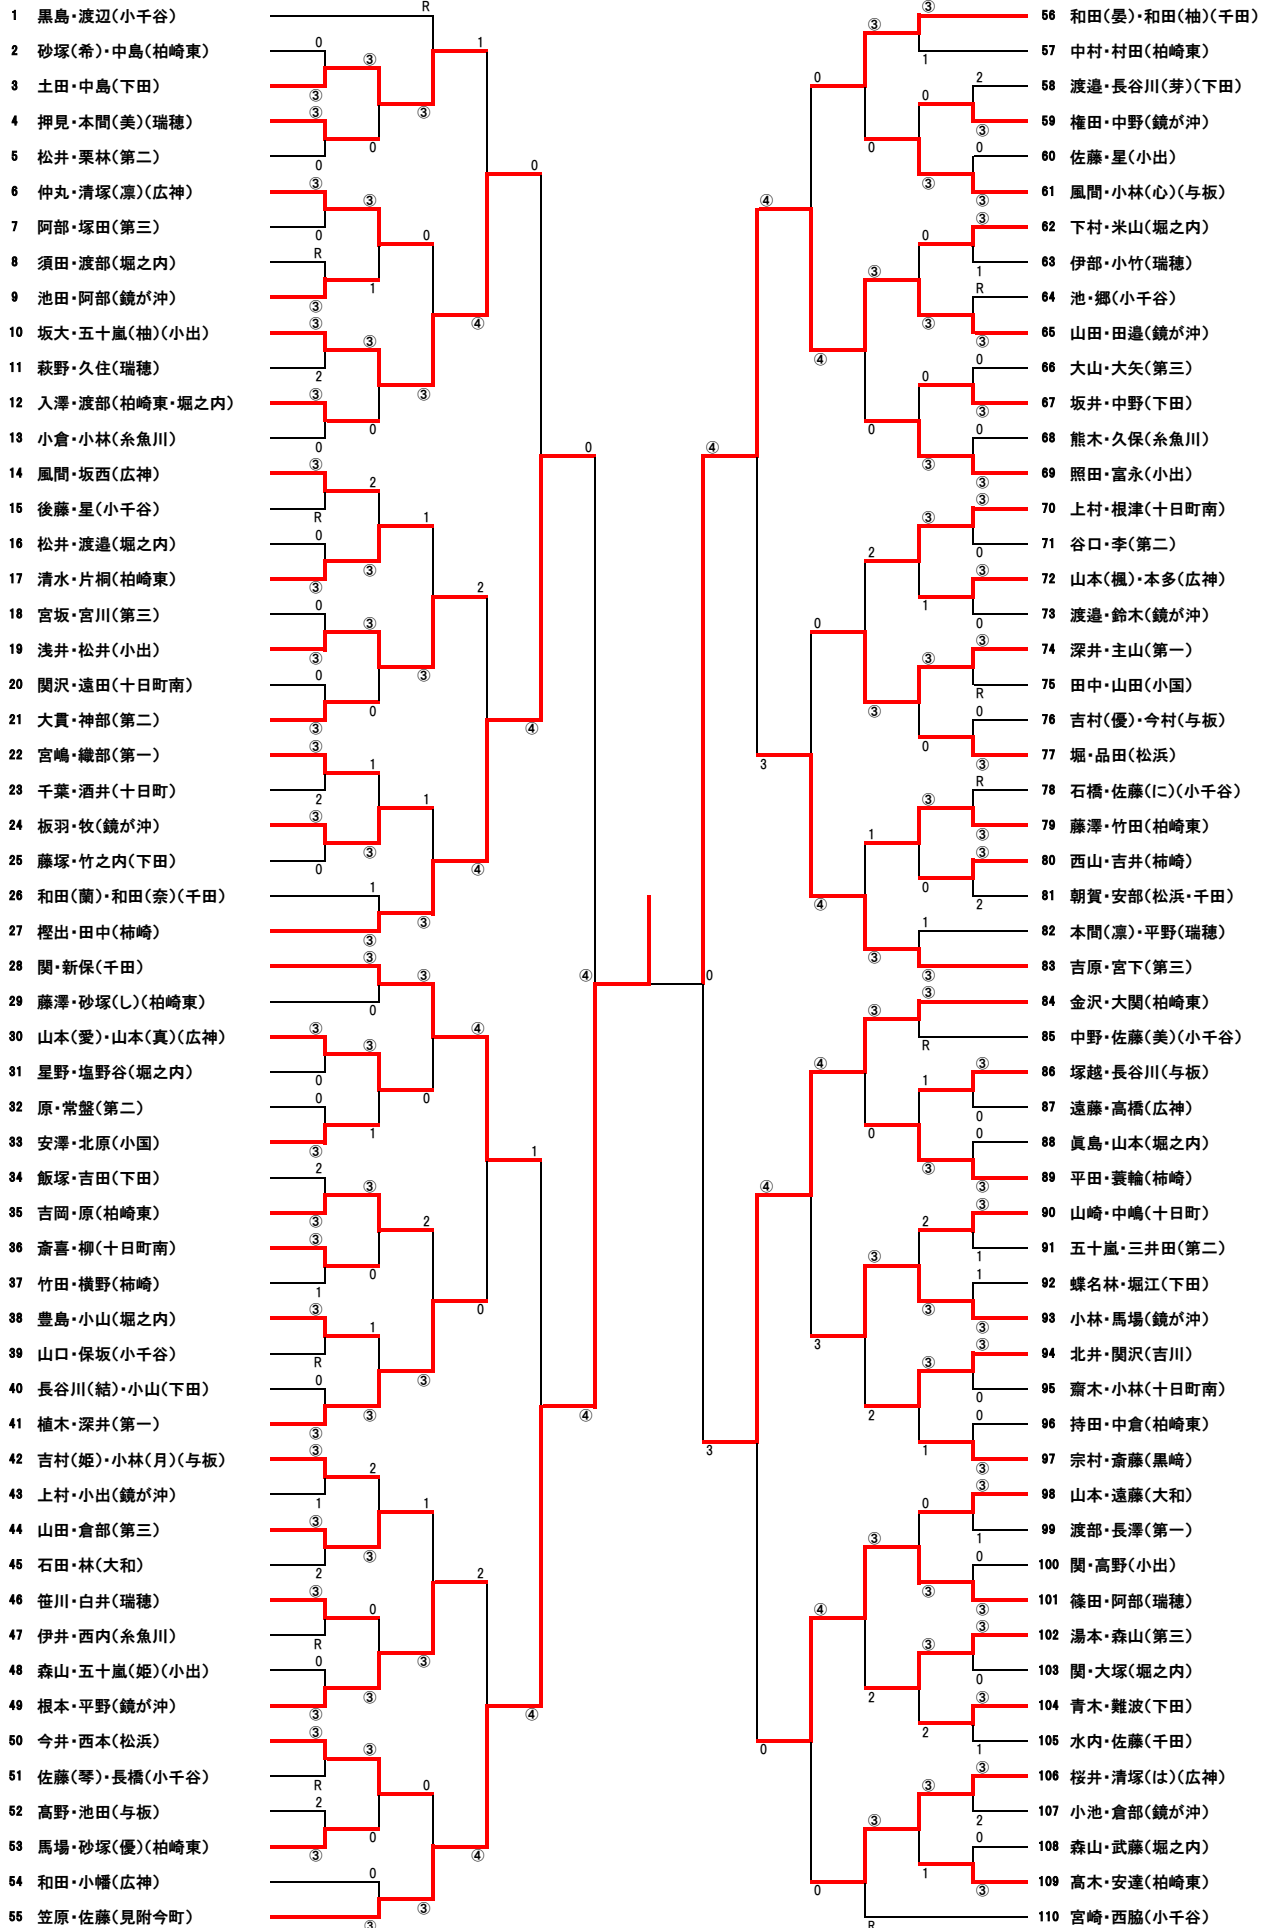 1 黒島・渡辺(小千谷)
2 砂塚(希)・中島(柏崎東)
3 土田・中島(下田)
4 押見・本間(美)(瑞穂)
5 松井・栗林(第二)
6 仲丸・清塚(凛)(広神)
7 阿部・塚田(第三)
8 須田・渡部(堀之内)
9 池田・阿部(鏡が沖)
10 坂大・五十嵐(柚)(小出)
11 萩野・久住(瑞穂)
12 入澤・渡部(柏崎東・堀之内)
13 小倉・小林(糸魚川)
14 風間・坂西(広神)
15 後藤・星(小千谷)
16 松井・渡邉(堀之内)
17 清水・片桐(柏崎東)
18 宮坂・宮川(第三)
19 浅井・松井(小出)
20 関沢・遠田(十日町南)
21 大貫・神部(第二)
22 宮嶋・織部(第一)
23 千葉・酒井(十日町)
24 板羽・牧(鏡が沖)
25 藤塚・竹之内(下田)
26 和田(蘭)・和田(奈)(千田)
27 樫出・田中(柿崎)
28 関・新保(千田)
29 藤澤・砂塚(し)(柏崎東)
30 山本(愛)・山本(真)(広神)
31 星野・塩野谷(堀之内)
32 原・常盤(第二)
33 安澤・北原(小国)
34 飯塚・吉田(下田)
35 吉岡・原(柏崎東)
36 斎喜・柳(十日町南)
37 竹田・横野(柿崎)
38 豊島・小山(堀之内)
39 山口・保坂(小千谷)
40 長谷川(結)・小山(下田)
41 植木・深井(第一)
42 吉村(姫)・小林(月)(与板)
43 上村・小出(鏡が沖)
44 山田・倉部(第三)
45 石田・林(大和)
46 笹川・白井(瑞穂)
47 伊井・西内(糸魚川)
48 森山・五十嵐(姫)(小出)
49 根本・平野(鏡が沖)
50 今井・西本(松浜)
51 佐藤(琴)・長橋(小千谷)
52 高野・池田(与板)
53 馬場・砂塚(優)(柏崎東)
54 和田・小幡(広神)
55 笠原・佐藤(見附今町)
56 和田(晏)・和田(柚)(千田)
57 中村・村田(柏崎東)
58 渡邉・長谷川(芽)(下田)
59 権田・中野(鏡が沖)
60 佐藤・星(小出)
61 風間・小林(心)(与板)
62 下村・米山(堀之内)
63 伊部・小竹(瑞穂)
64 池・郷(小千谷)
65 山田・田邉(鏡が沖)
66 大山・大矢(第三)
67 坂井・中野(下田)
68 熊木・久保(糸魚川)
69 照田・富永(小出)
70 上村・根津(十日町南)
71 谷口・李(第二)
72 山本(楓)・本多(広神)
73 渡邉・鈴木(鏡が沖)
74 深井・主山(第一)
75 田中・山田(小国)
76 吉村(優)・今村(与板)
77 堀・品田(松浜)
78 石橋・佐藤(に)(小千谷)
79 藤澤・竹田(柏崎東)
80 西山・吉井(柿崎)
81 朝賀・安部(松浜・千田)
82 本間(凛)・平野(瑞穂)
83 吉原・宮下(第三)
84 金沢・大関(柏崎東)
85 中野・佐藤(美)(小千谷)
86 塚越・長谷川(与板)
87 遠藤・高橋(広神)
88 眞島・山本(堀之内)
89 平田・蓑輪(柿崎)
90 山崎・中嶋(十日町)
91 五十嵐・三井田(第二)
92 蝶名林・堀江(下田)
93 小林・馬場(鏡が沖)
94 北井・関沢(吉川)
95 齋木・小林(十日町南)
96 持田・中倉(柏崎東)
97 宗村・斎藤(黒﨑)
98 山本・遠藤(大和)
99 渡部・長澤(第一)
100 関・高野(小出)
101 篠田・阿部(瑞穂)
102 湯本・森山(第三)
103 関・大塚(堀之内)
104 青木・難波(下田)
105 水内・佐藤(千田)
106 桜井・清塚(は)(広神)
107 小池・倉部(鏡が沖)
108 森山・武藤(堀之内)
109 髙木・安達(柏崎東)
110 宮崎・西脇(小千谷)